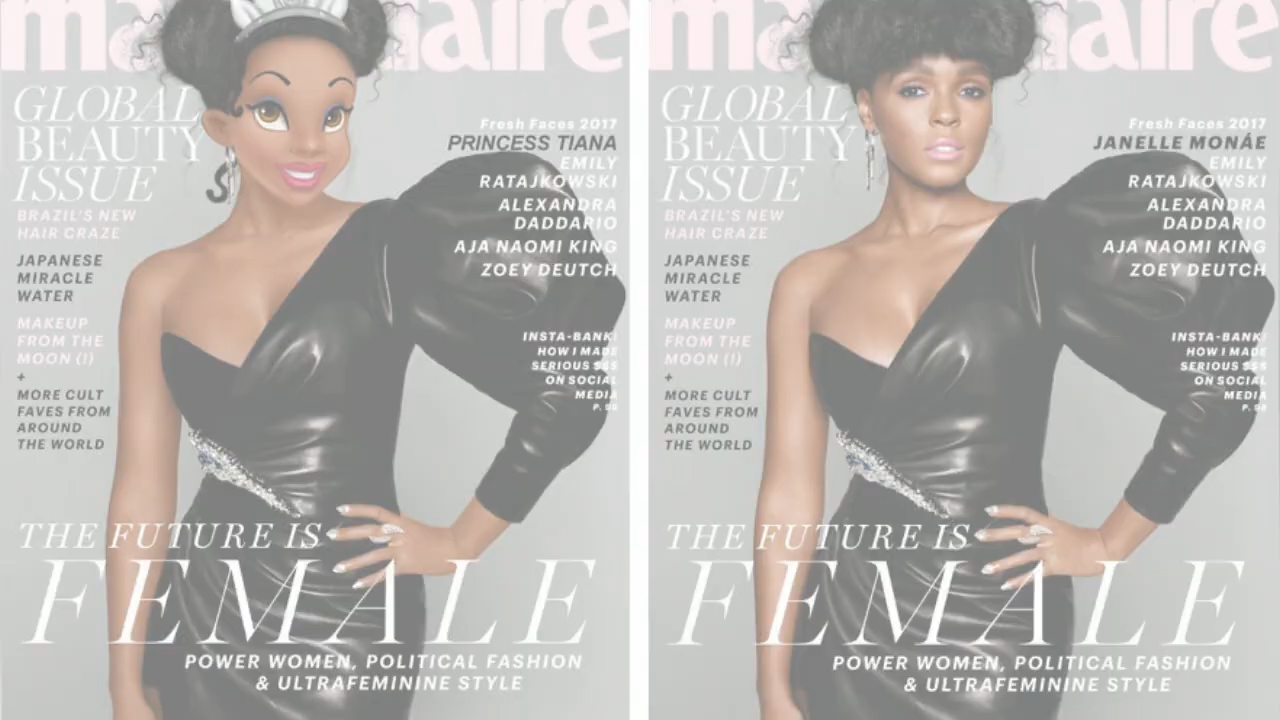 ma aire
GLOBAL
BEAUTY
ISSUE
BRAZIL'S NEW
HAIR CRAZE
JAPANESE
MIRACLE
WATER
MAKEUP
FROM THE
MOON (!)
+
MORE CULT
FAVES FROM
AROUND
THE WORLD
Fresh Faces 2017
PRINCESS TIANA
EMILY
RATAJKOWSKI
ALEXANDRA
DADDARIO
AJA NAOMI KING
ZOEY DEUTCH
INSTA-BANK!
HOW I MADE
SERIOUS $$$
ON SOCIAL
MEDIA
THE FUTURE IS
FEMALE
POWER WOMEN, POLITICAL FASHION
& ULTRAFEMININE STYLE
ma aire
GLOBAL
BEAUTY
ISSUE
BRAZIL'S NEW
HAIR CRAZE
JAPANESE
MIRACLE
WATER
MAKEUP
FROM THE
MOON (!)
+
MORE CULT
FAVES FROM
AROUND
THE WORLD
Fresh Faces 2017
JANELLE MONÁE
EMILY
RATAJKOWSKI
ALEXANDRA
DADDARIO
AJA NAOMI KING
ZOEY DEUTCH
INSTA-BANK!
HOW I MADE
SERIOUS $$$
ON SOCIAL
MEDIA
THE FUTURE IS
FEMALE
POWER WOMEN, POLITICAL FASHION
& ULTRAFEMININE STYLE